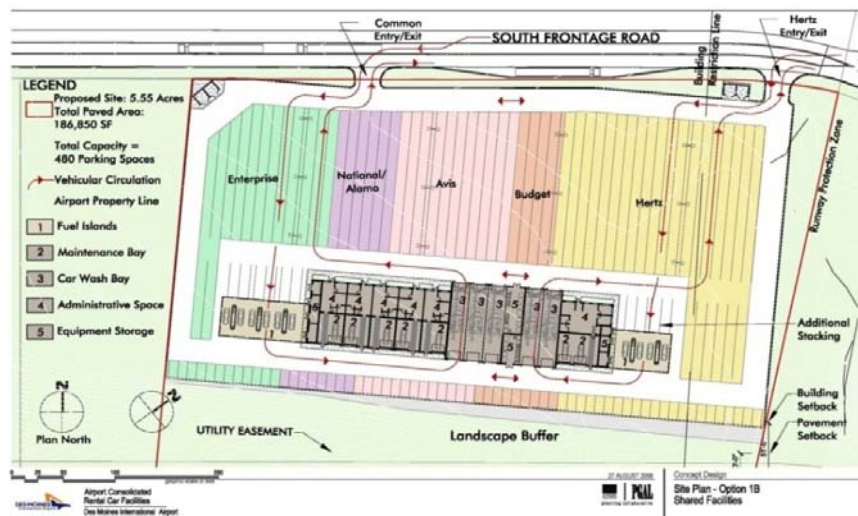 Common
Entry/Exit
SOUTH FRONTAGE ROAD
Building
Restriction Line
Hertz
Entry/Exit
LEGEND
Proposed Site: 5.55 Acres
Total Paved Area:
186,850 SF
Total Capacity =
480 Parking Spaces
Vehicular Circulation
Airport Property Line
1 Fuel Islands
2 Maintenance Bay
3 Car Wash Bay
4 Administrative Space
5 Equipment Storage
Enterprise
National/
Alamo
Avis
Budget
Hertz
Runway Protection Zone
Additional
Stacking
Building
Setback
Pavement
Setback
N
Plan North
N
UTILITY EASEMENT
Landscape Buffer
DES MOINES
Airport Consolidated
Rental Car Facilities
Des Moines International Airport
PGAL
Concept Design
Site Plan - Option 1B
Shared Facilities